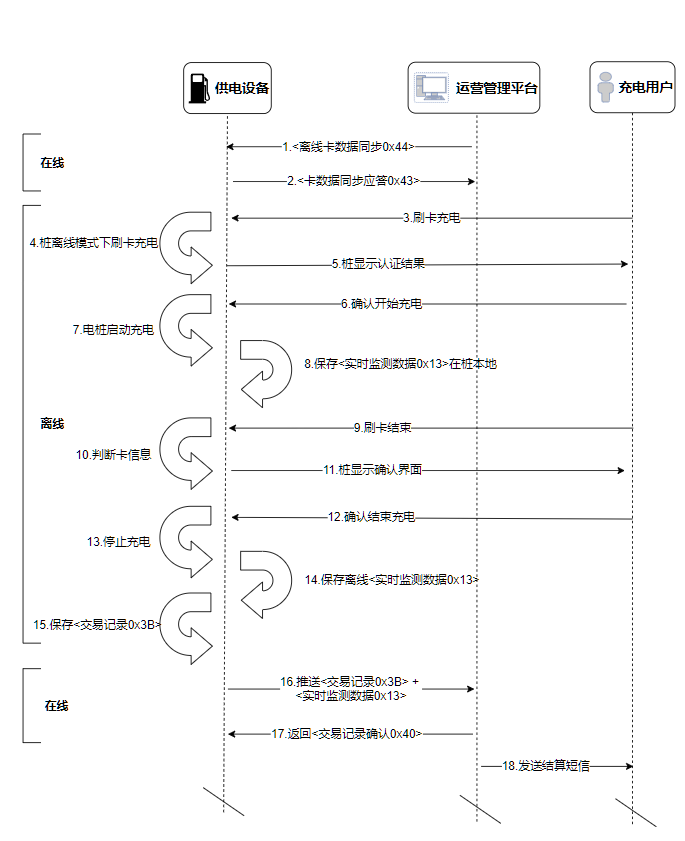 供电设备
运营管理平台
充电用户
在线
1.<离线卡数据同步0x44>
2.<卡数据同步应答0x43>
3.刷卡充电
4.桩离线模式下刷卡充电
5.桩显示认证结果
6.确认开始充电
7.电桩启动充电
8.保存<实时监测数据0x13>在桩本地
离线
9.刷卡结束
10.判断卡信息
11.桩显示确认界面
12.确认结束充电
13.停止充电
14.保存离线<实时监测数据0x13>
15.保存<交易记录0x3B>
16.推送<交易记录0x3B> +
<实时监测数据0x13>
在线
17.返回<交易记录确认0x40>
18.发送结算短信